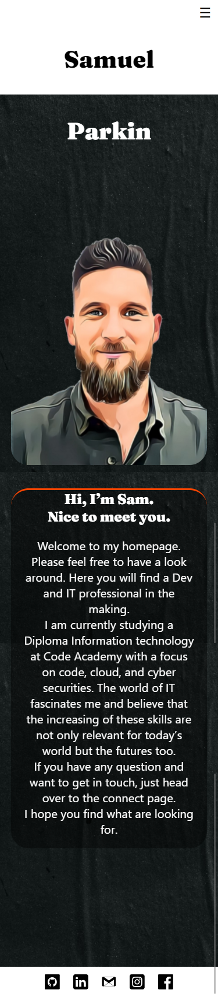 Samuel
Parkin
Hi, I’m Sam.
Nice to meet you.
Welcome to my homepage.
Please feel free to have a look
around. Here you will find a Dev
and IT professional in the
making.
I am currently studying a
Diploma Information technology
at Code Academy with a focus
on code, cloud, and cyber
securities. The world of IT
fascinates me and believe that
the increasing of these skills are
not only relevant for today’s
world but the futures too.
If you have any question and
want to get in touch, just head
over to the connect page.
I hope you find what are looking
for.